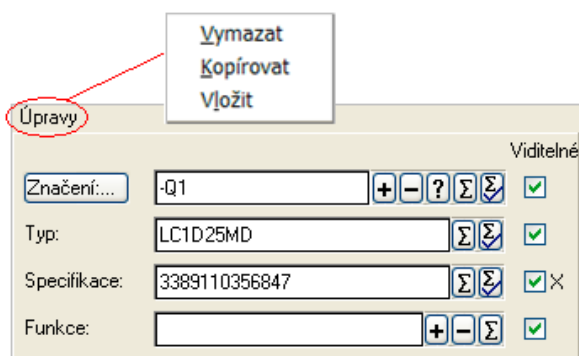 Vymazat
Kopírovat
Vložit
Úpravy
Viditelné
Značení:... -Q1 + - ? Σ Σ
Typ: LC1D25MD Σ Σ
Specifikace: 3389110356847 Σ Σ X
Funkce: + - Σ